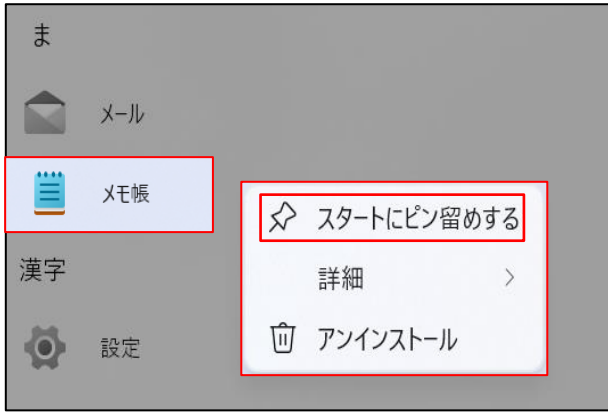 ま
メール
メモ帳
スタートにピン留めする
漢字
詳細
アンインストール
設定